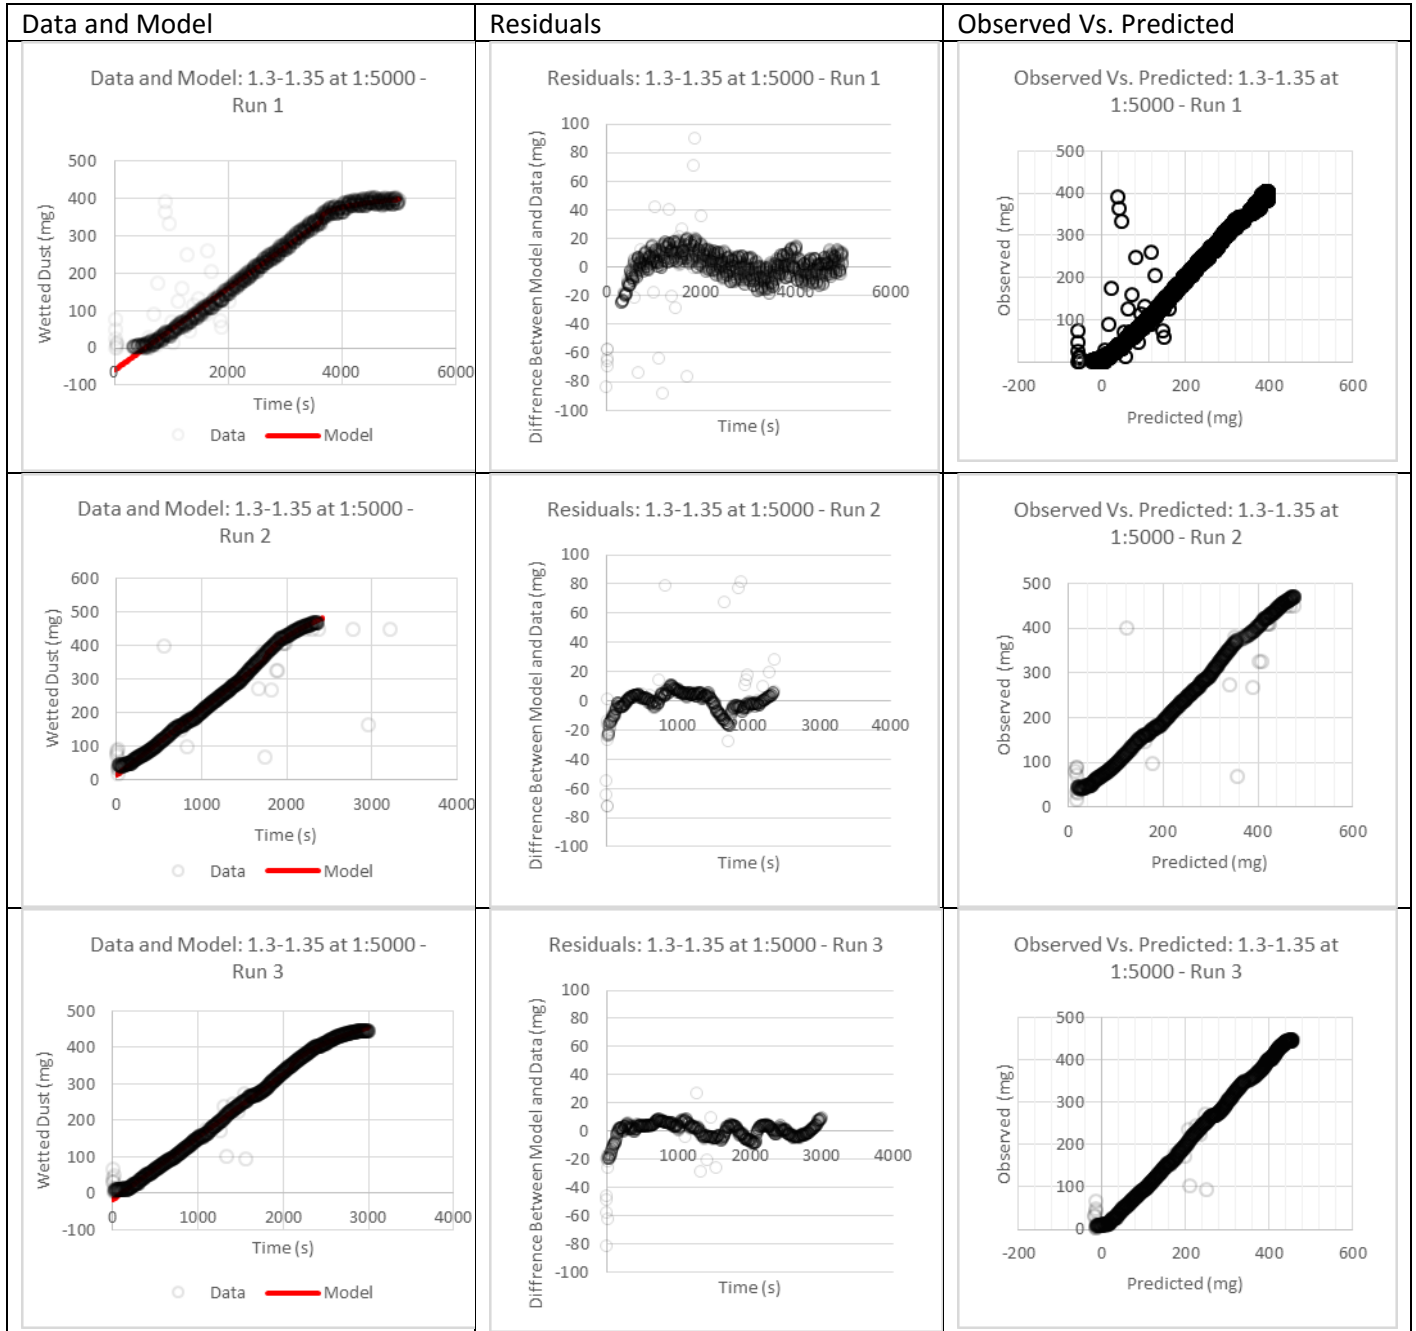 Data and Model
Residuals
Observed Vs. Predicted
Data and Model: 1.3-1.35 at 1:5000 -
Run 1
Wetted Dust (mg)
500
400
300
200
100
0
-100
0
2000
4000
6000
Time (s)
Data
Model
Residuals: 1.3-1.35 at 1:5000 - Run 1
Diffrence Between Model and Data (mg)
100
80
60
40
20
0
-20
-40
-60
-80
-100
0
2000
4000
6000
Time (s)
Observed Vs. Predicted: 1.3-1.35 at
1:5000 - Run 1
Observed (mg)
500
400
300
200
100
0
-200
0
200
400
600
Predicted (mg)
Data and Model: 1.3-1.35 at 1:5000 -
Run 2
Wetted Dust (mg)
600
500
400
300
200
100
0
0
1000
2000
3000
4000
Time (s)
Data
Model
Residuals: 1.3-1.35 at 1:5000 - Run 2
Diffrence Between Model and Data (mg)
100
80
60
40
20
0
-20
-40
-60
-80
-100
1000
2000
3000
4000
Time (s)
Observed Vs. Predicted: 1.3-1.35 at
1:5000 - Run 2
Observed (mg)
500
400
300
200
100
0
0
200
400
600
Predicted (mg)
Data and Model: 1.3-1.35 at 1:5000 -
Run 3
Wetted Dust (mg)
500
400
300
200
100
0
-100
0
1000
2000
3000
4000
Time (s)
Data
Model
Residuals: 1.3-1.35 at 1:5000 - Run 3
Diffrence Between Model and Data (mg)
100
80
60
40
20
0
-20
-40
-60
-80
-100
1000
2000
3000
4000
Time (s)
Observed Vs. Predicted: 1.3-1.35 at
1:5000 - Run 3
Observed (mg)
500
400
300
200
100
0
-200
0
200
400
600
Predicted (mg)